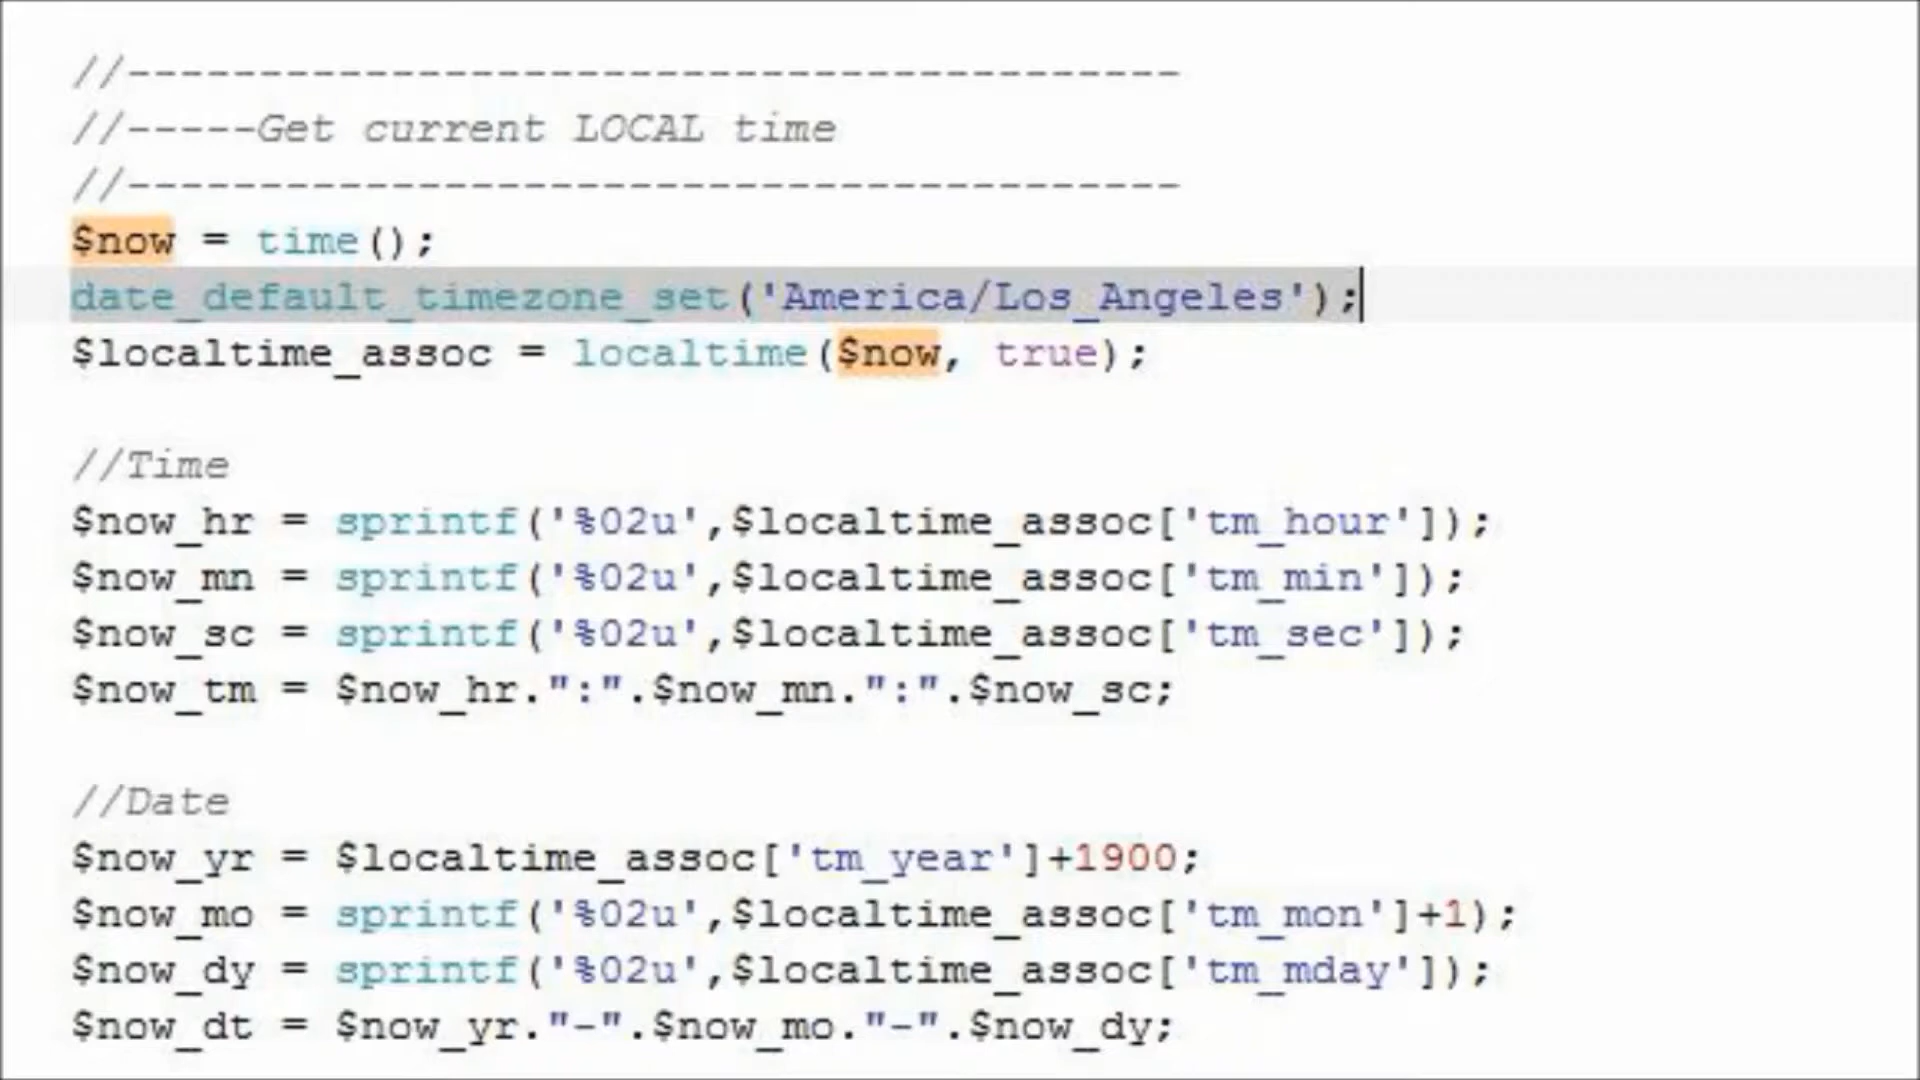 //----------------------------------------
//-----Get current LOCAL time
//----------------------------------------
$now = time();
date_default_timezone_set('America/Los_Angeles');
$localtime_assoc = localtime($now, true);
//Time
$now_hr = sprintf('%02u',$localtime_assoc['tm_hour']);
$now_mn = sprintf('%02u',$localtime_assoc['tm_min']);
$now_sc = sprintf('%02u',$localtime_assoc['tm_sec']);
$now_tm = $now_hr.":".$now_mn.":".$now_sc;
//Date
$now_yr = $localtime_assoc['tm_year']+1900;
$now_mo = sprintf('%02u',$localtime_assoc['tm_mon']+1);
$now_dy = sprintf('%02u',$localtime_assoc['tm_mday']);
$now_dt = $now_yr."-".$now_mo."-".$now_dy;